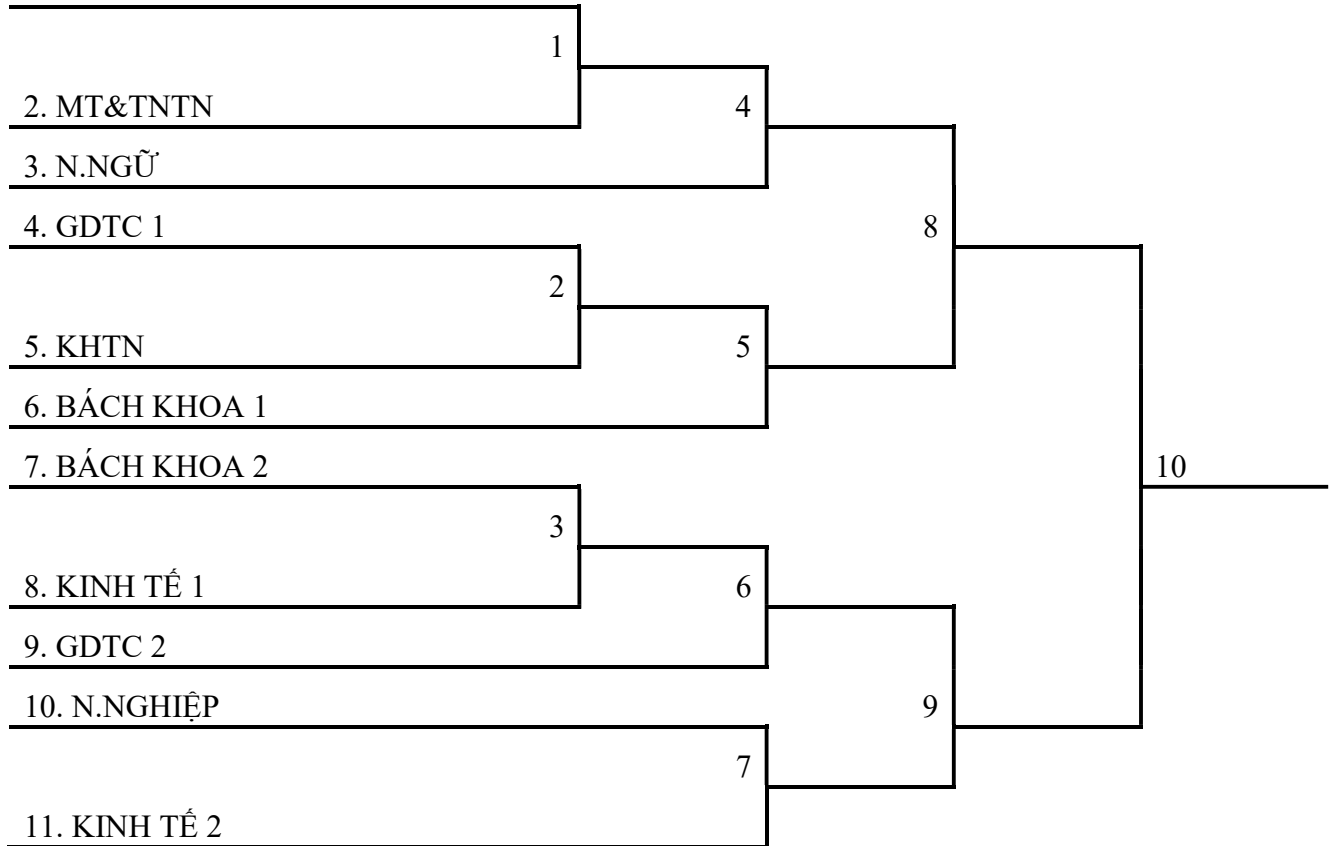 1
2. MT&TNTN
4
3. N.NGỮ
4. GDTC 1
8
2
5. KHTN
5
6. BÁCH KHOA 1
7. BÁCH KHOA 2
10
3
8. KINH TẾ 1
6
9. GDTC 2
10. N.NGHIỆP
9
7
11. KINH TẾ 2